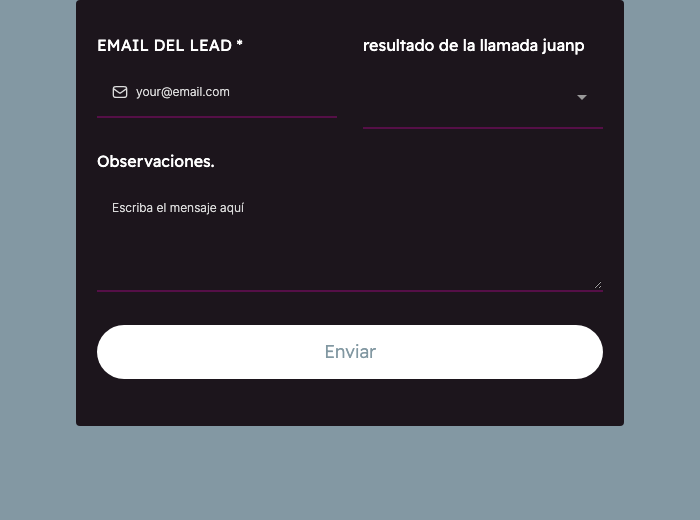 EMAIL DEL LEAD *
resultado de la llamada juanp
your@email.com
Observaciones.
Escriba el mensaje aquí
Enviar